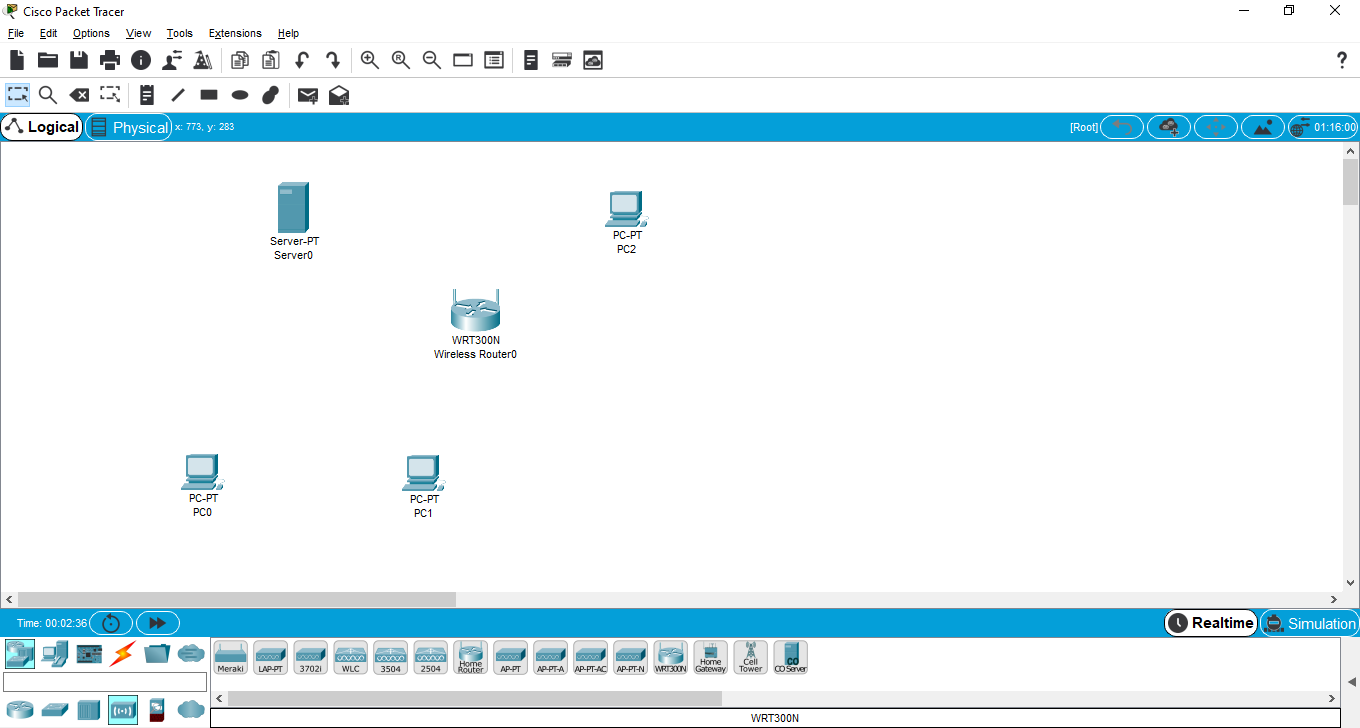 Cisco Packet Tracer
File Edit Options View Tools Extensions Help
Logical Physical x: 773, y: 283 [Root] 01:16:00
Server-PT
Server0
PC-PT
PC2
WRT300N
Wireless Router0
PC-PT
PC0
PC-PT
PC1
Time: 00:02:36 Realtime Simulation
Meraki LAP-PT 3702i WLC 3504 2504 Home Router AP-PT AP-PT-A AP-PT-AC AP-PT-N WRT300N Home Gateway Cell Tower CO Server
WRT300N